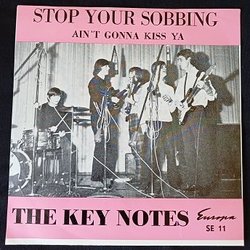 STOP YOUR SOBBING
AIN'T GONNA KISS YA
THE KEY NOTES Europa
SE 11